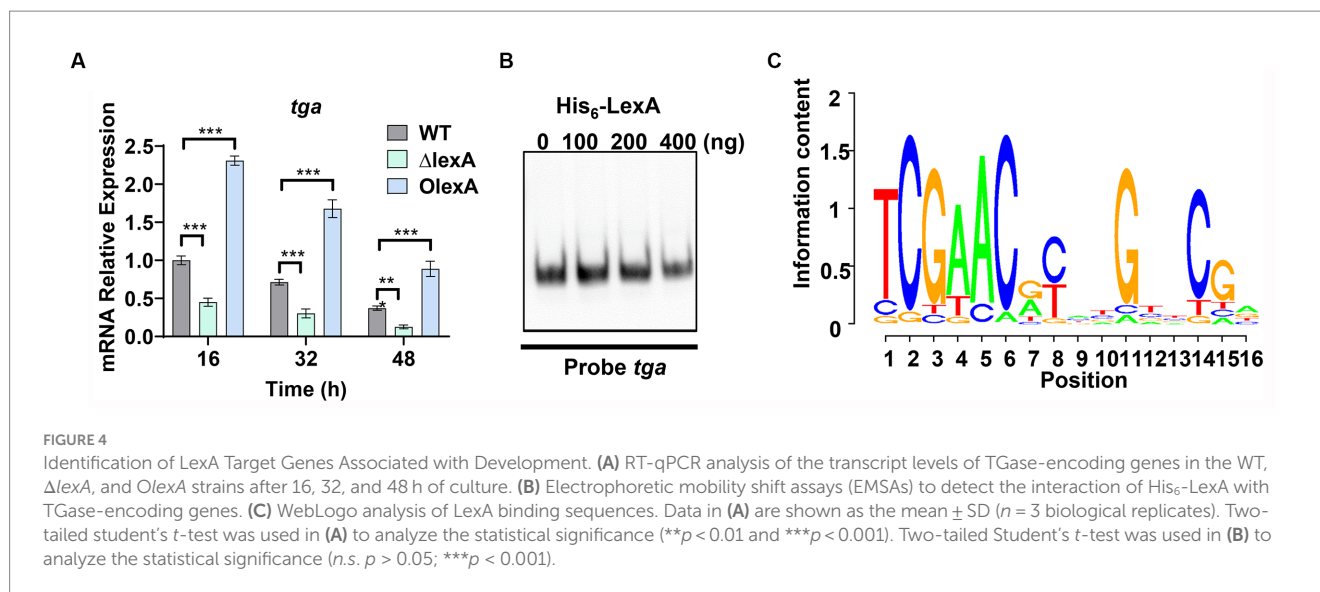 A
tga
mRNA Relative Expression
2.5
2.0
1.5
1.0
0.5
0.0
***
***
***
***
***
**
*
WT
ΔlexA
OlexA
16 32 48
Time (h)
B
His₆-LexA
0 100 200 400 (ng)
Probe tga
C
Information content
2
1.5
1
0.5
0
1 2 3 4 5 6 7 8 9 10 11 12 13 14 15 16
Position
FIGURE 4
Identification of LexA Target Genes Associated with Development. (A) RT-qPCR analysis of the transcript levels of TGase-encoding genes in the WT,
ΔlexA, and OlexA strains after 16, 32, and 48 h of culture. (B) Electrophoretic mobility shift assays (EMSAs) to detect the interaction of His₆-LexA with
TGase-encoding genes. (C) WebLogo analysis of LexA binding sequences. Data in (A) are shown as the mean ± SD (n = 3 biological replicates). Two-
tailed student's t-test was used in (A) to analyze the statistical significance (**p < 0.01 and ***p < 0.001). Two-tailed Student's t-test was used in (B) to
analyze the statistical significance (n.s. p > 0.05; ***p < 0.001).